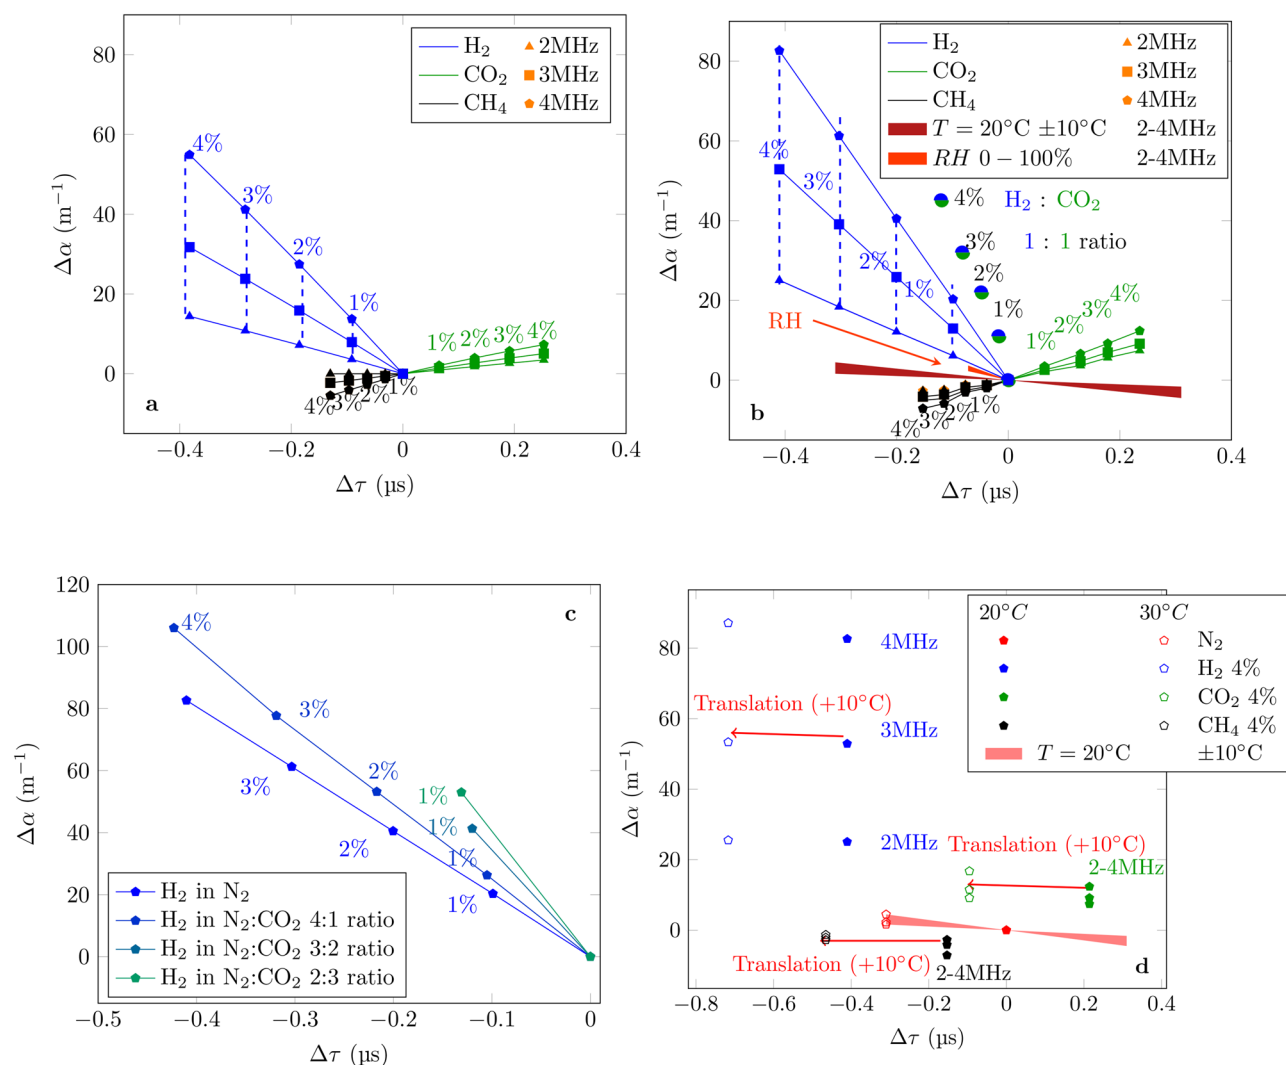 H2 2MHz
CO2 3MHz
CH4 4MHz
80
60
40
20
0
4%
3%
2%
1%
1% 2% 3% 4%
4% 3% 2% 1%
a
−0.4 −0.2 0 0.2 0.4
Δτ (µs)
Δα (m−1)
H2 2MHz
CO2 3MHz
CH4 4MHz
T = 20°C ±10°C 2-4MHz
RH 0 − 100% 2-4MHz
80
60
40
20
0
4%
3%
2%
1%
4% H2 : CO2
3% 1 : 1 ratio
2%
1%
RH
1% 2% 3% 4%
4% 3% 2% 1%
b
−0.4 −0.2 0 0.2 0.4
Δτ (µs)
Δα (m−1)
120
100
80
60
40
20
0
c
4%
3%
2%
1%
3%
2%
1%
1%
1%
H2 in N2
H2 in N2:CO2 4:1 ratio
H2 in N2:CO2 3:2 ratio
H2 in N2:CO2 2:3 ratio
−0.5 −0.4 −0.3 −0.2 −0.1 0
Δτ (µs)
Δα (m−1)
20°C 30°C
N2
H2 4%
CO2 4%
CH4 4%
T = 20°C ±10°C
80
60
40
20
0
4MHz
Translation (+10°C)
3MHz
2MHz
Translation (+10°C)
2-4MHz
Translation (+10°C)
2-4MHz
d
−0.8 −0.6 −0.4 −0.2 0 0.2 0.4
Δτ (µs)
Δα (m−1)